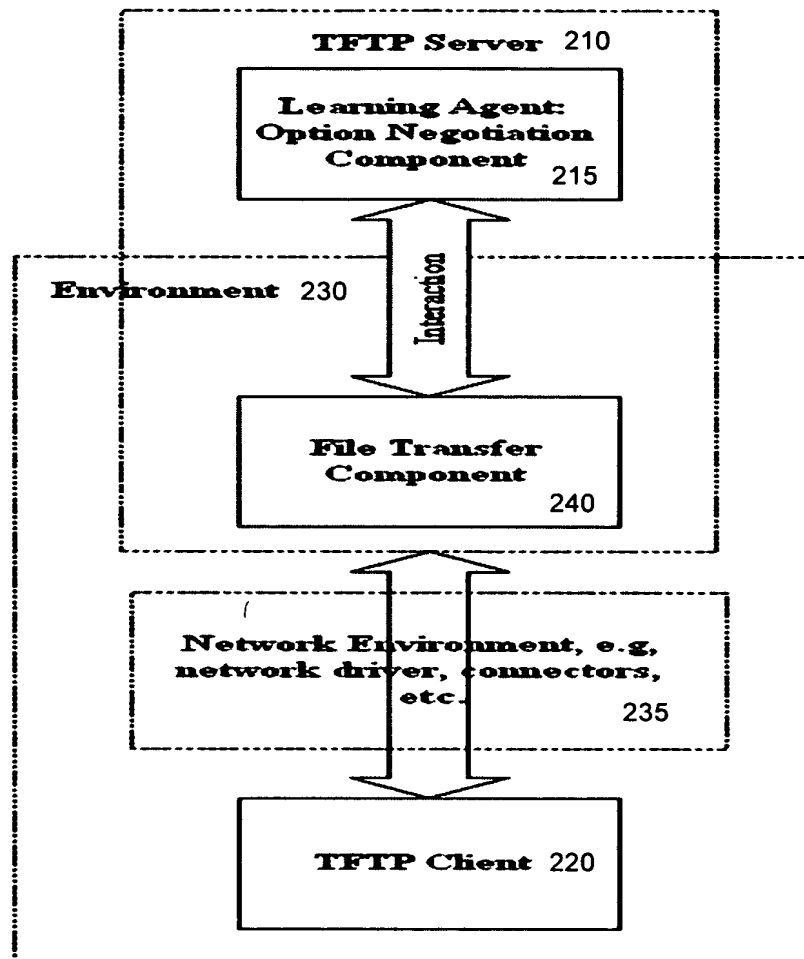 TFTP Server 210
Learning Agent:
Option Negotiation
Component
215
Environment 230
Interaction
File Transfer
Component
240
Network Environment, e.g,
network driver, connectors,
etc.
235
TFTP Client 220